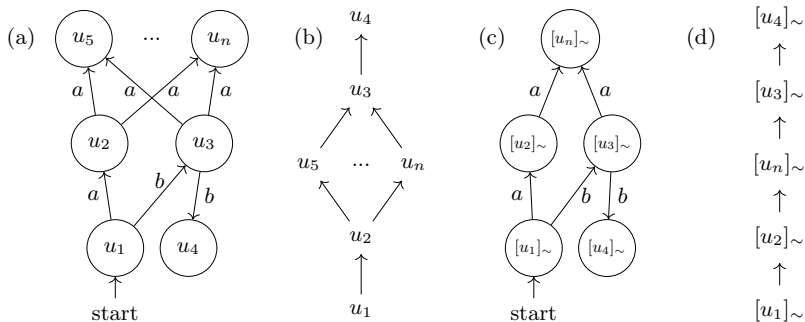 (a)
u₅ ... uₙ
a a a a
u₂ u₃
a b b
u₁ u₄
start
(b)
u₄
u₃
u₅ ... uₙ
u₂
u₁
(c)
[uₙ]∼
a a
[u₂]∼ [u₃]∼
a b b
[u₁]∼ [u₄]∼
start
(d)
[u₄]∼
[u₃]∼
[uₙ]∼
[u₂]∼
[u₁]∼